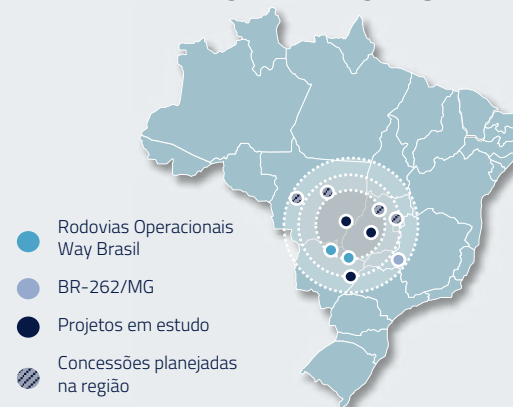 Rodovias Operacionais
Way Brasil
BR-262/MG
Projetos em estudo
Concessões planejadas
na região